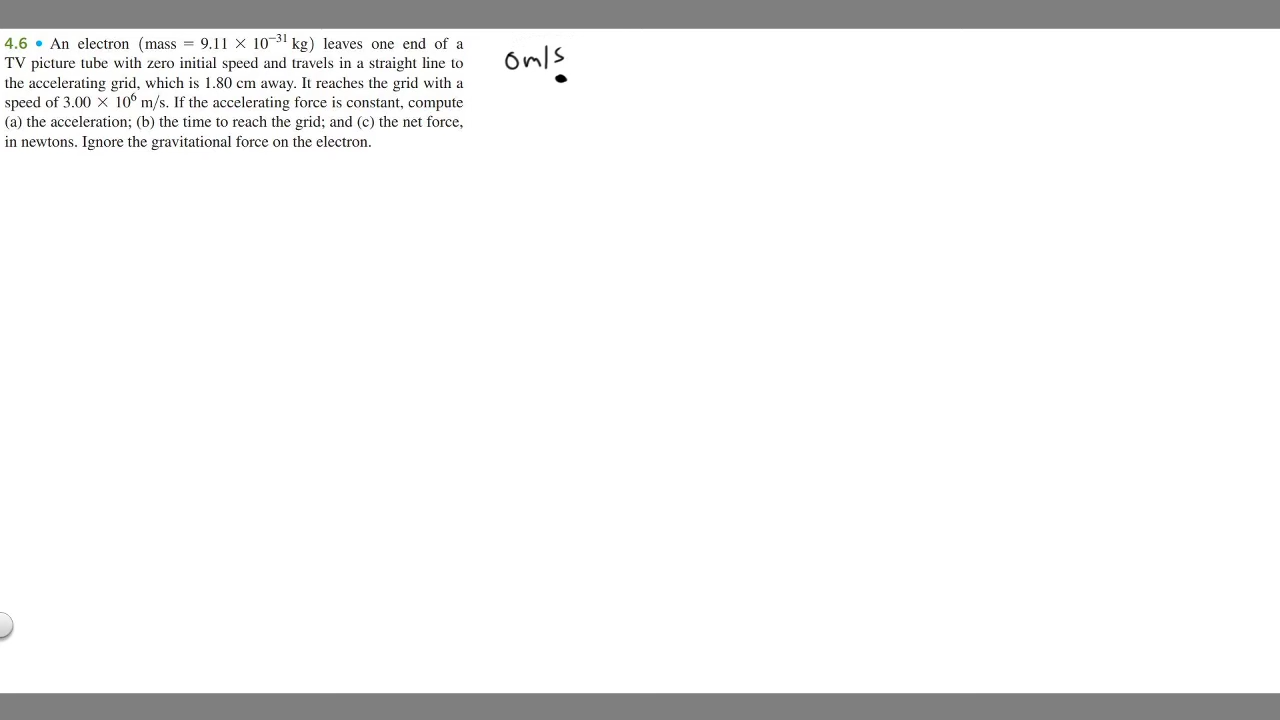 4.6 • An electron (mass = 9.11 × 10⁻³¹ kg) leaves one end of a
TV picture tube with zero initial speed and travels in a straight line to
the accelerating grid, which is 1.80 cm away. It reaches the grid with a
speed of 3.00 × 10⁶ m/s. If the accelerating force is constant, compute
(a) the acceleration; (b) the time to reach the grid; and (c) the net force,
in newtons. Ignore the gravitational force on the electron.
0m/s